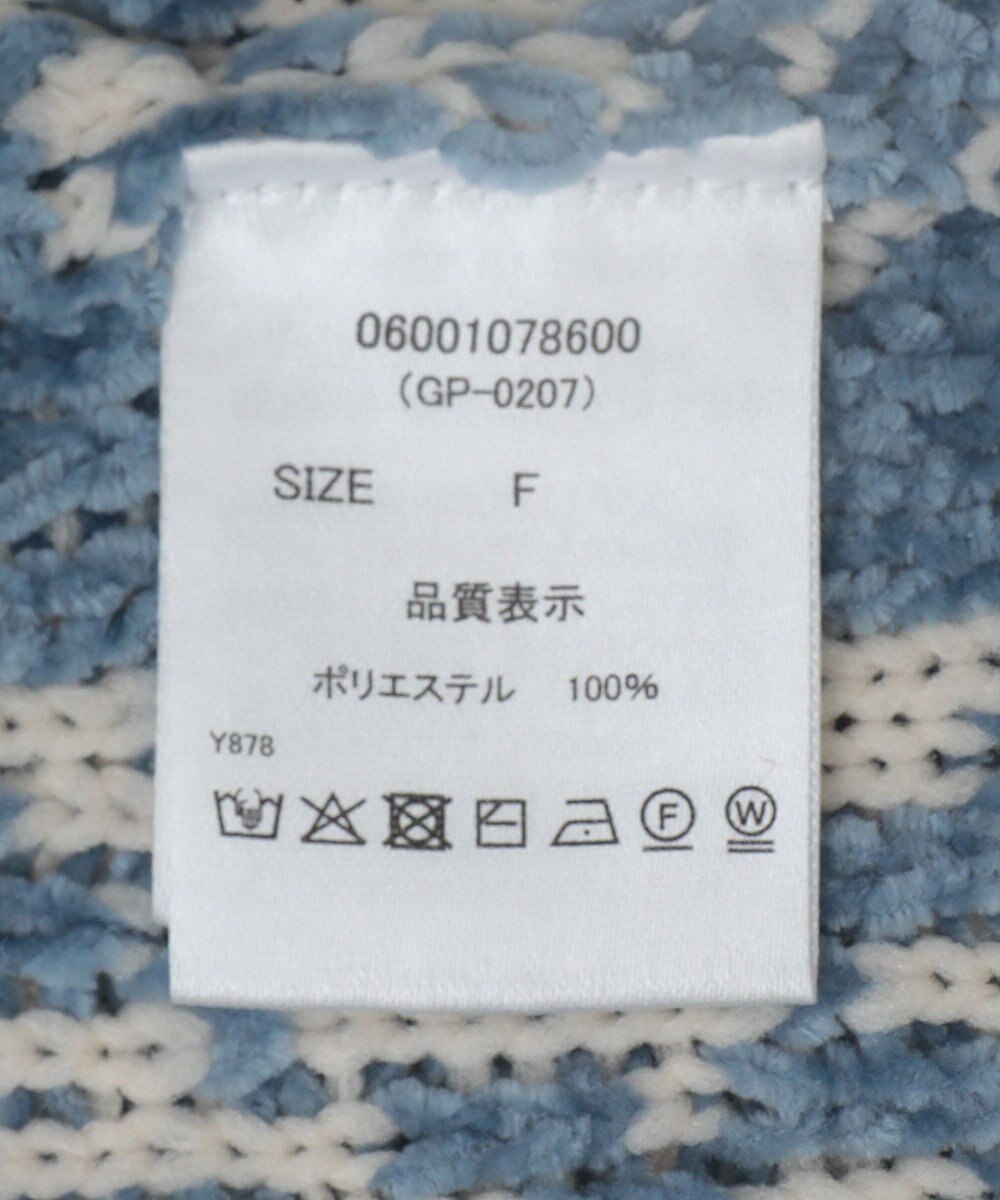 06001078600
(GP-0207)
SIZE F
品質表示
ポリエステル 100%
Y878
F W